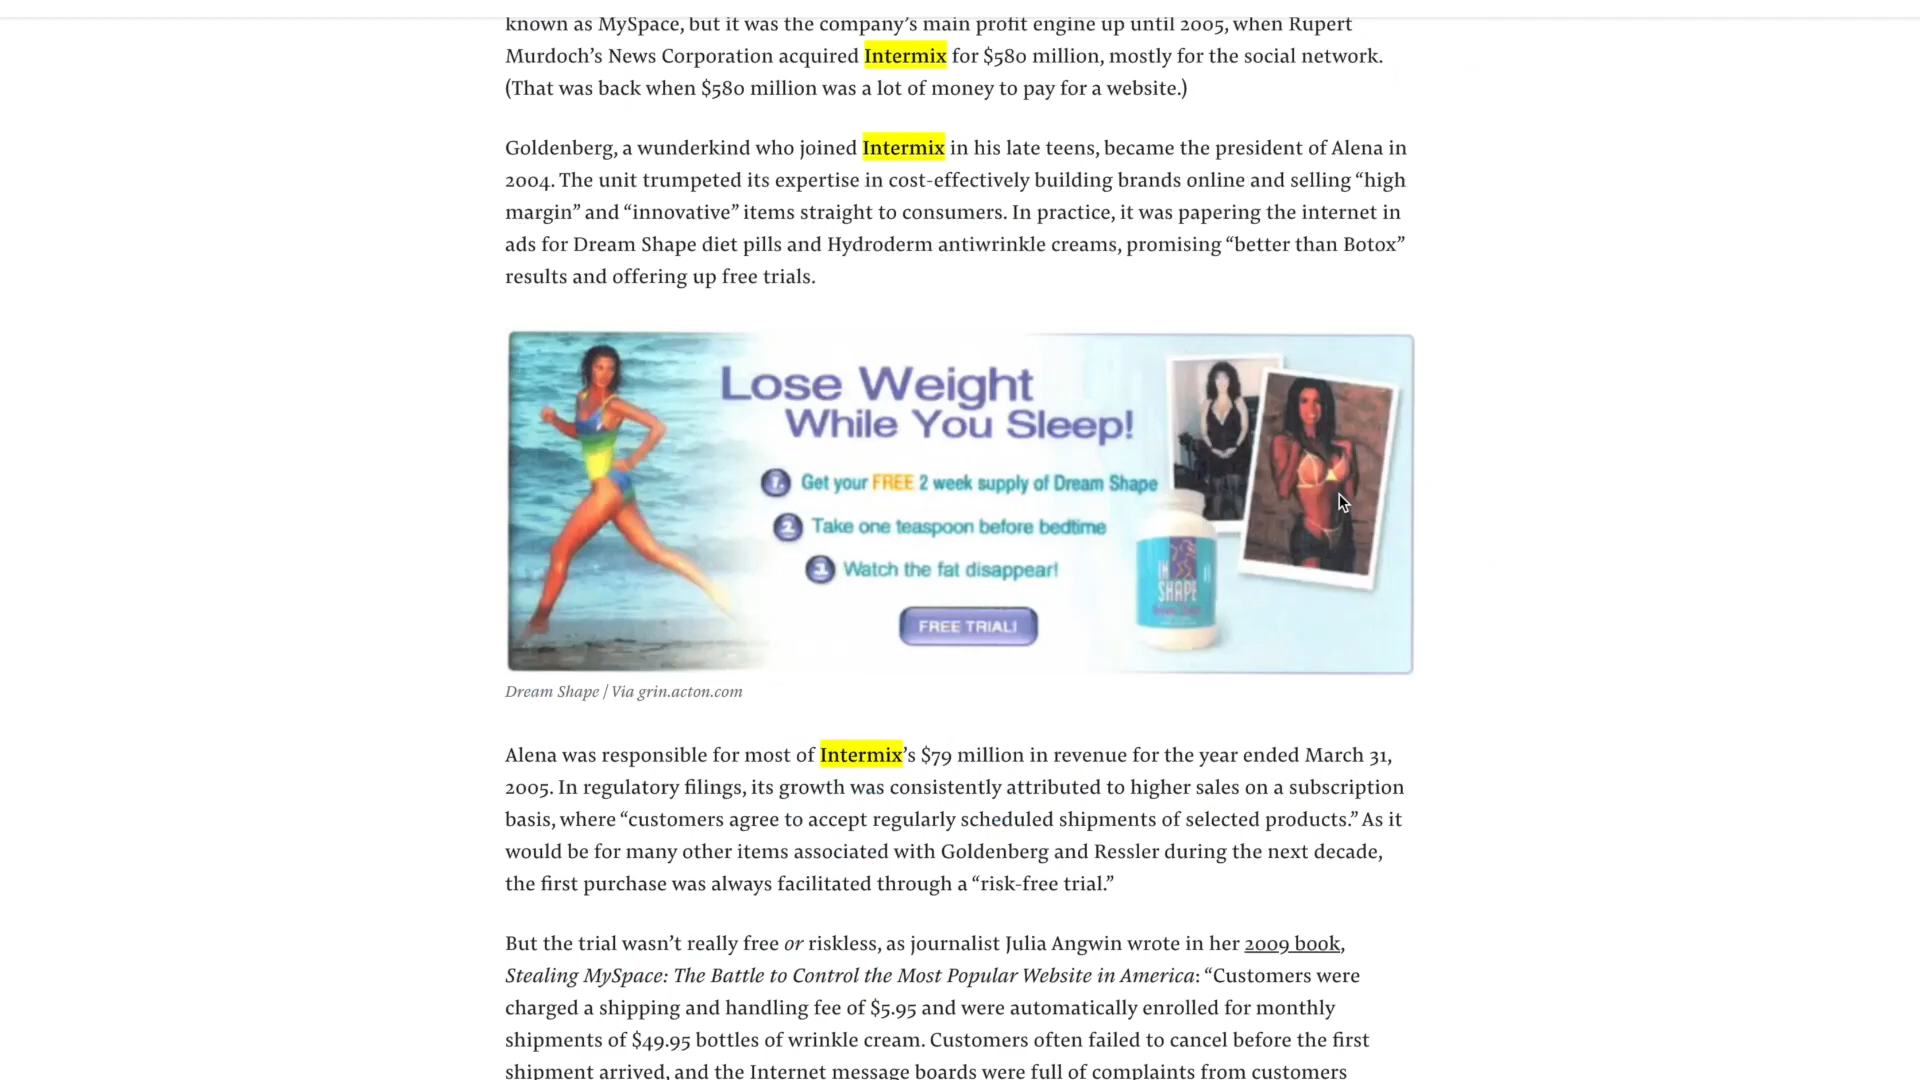 known as MySpace, but it was the company’s main profit engine up until 2005, when Rupert
Murdoch’s News Corporation acquired Intermix for $580 million, mostly for the social network.
(That was back when $580 million was a lot of money to pay for a website.)
Goldenberg, a wunderkind who joined Intermix in his late teens, became the president of Alena in
2004. The unit trumpeted its expertise in cost-effectively building brands online and selling “high
margin” and “innovative” items straight to consumers. In practice, it was papering the internet in
ads for Dream Shape diet pills and Hydroderm antiwrinkle creams, promising “better than Botox”
results and offering up free trials.
Lose Weight
While You Sleep!
1. Get your FREE 2 week supply of Dream Shape
2 Take one teaspoon before bedtime
3 Watch the fat disappear!
SHAPE
FREE TRIAL!
Dream Shape / Via grin.acton.com
Alena was responsible for most of Intermix’s $79 million in revenue for the year ended March 31,
2005. In regulatory filings, its growth was consistently attributed to higher sales on a subscription
basis, where “customers agree to accept regularly scheduled shipments of selected products.” As it
would be for many other items associated with Goldenberg and Ressler during the next decade,
the first purchase was always facilitated through a “risk-free trial.”
But the trial wasn’t really free or riskless, as journalist Julia Angwin wrote in her 2009 book,
Stealing MySpace: The Battle to Control the Most Popular Website in America: “Customers were
charged a shipping and handling fee of $5.95 and were automatically enrolled for monthly
shipments of $49.95 bottles of wrinkle cream. Customers often failed to cancel before the first
shipment arrived, and the Internet message boards were full of complaints from customers